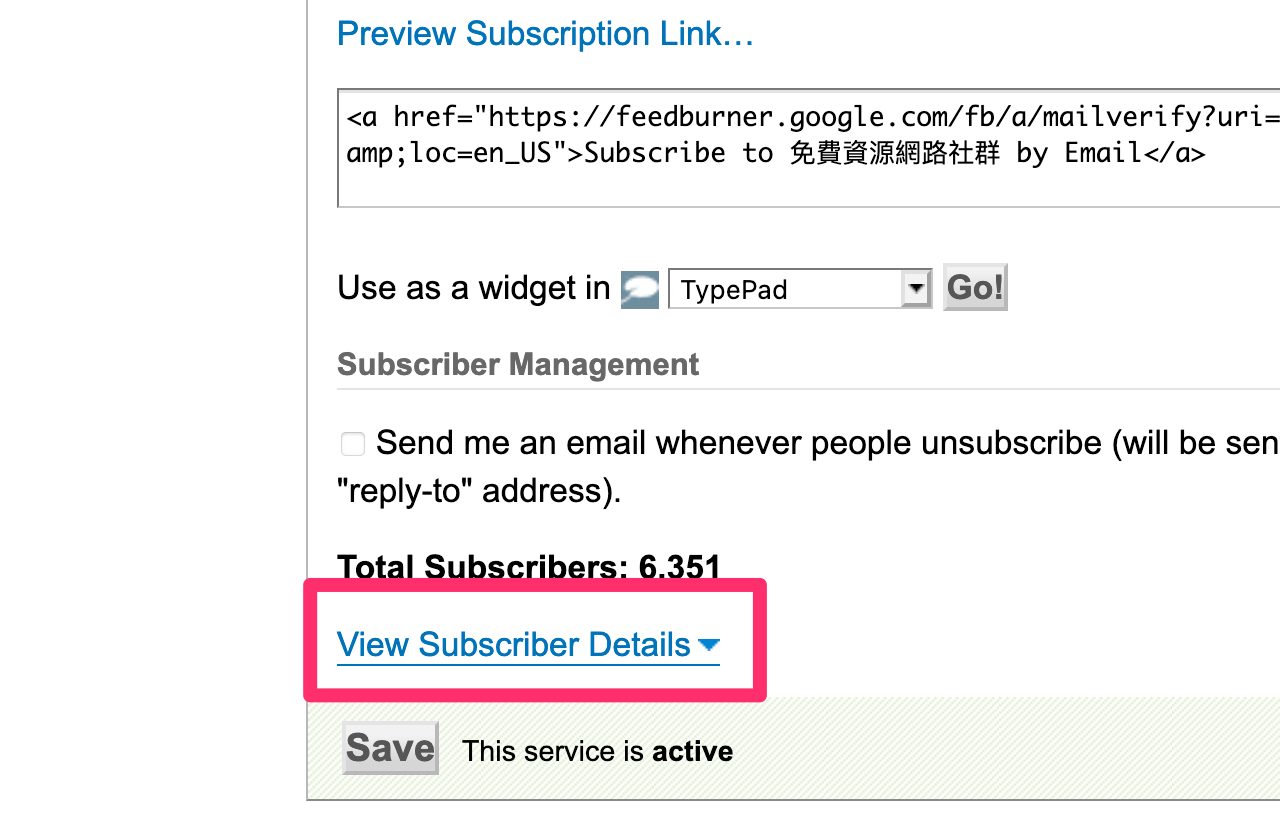 Preview Subscription Link…
<a href="https://feedburner.google.com/fb/a/mailverify?uri=
amp;loc=en_US">Subscribe to 免費資源網路社群 by Email</a>
Use as a widget in TypePad Go!
Subscriber Management
Send me an email whenever people unsubscribe (will be sen
"reply-to" address).
Total Subscribers: 6,351
View Subscriber Details
Save This service is active